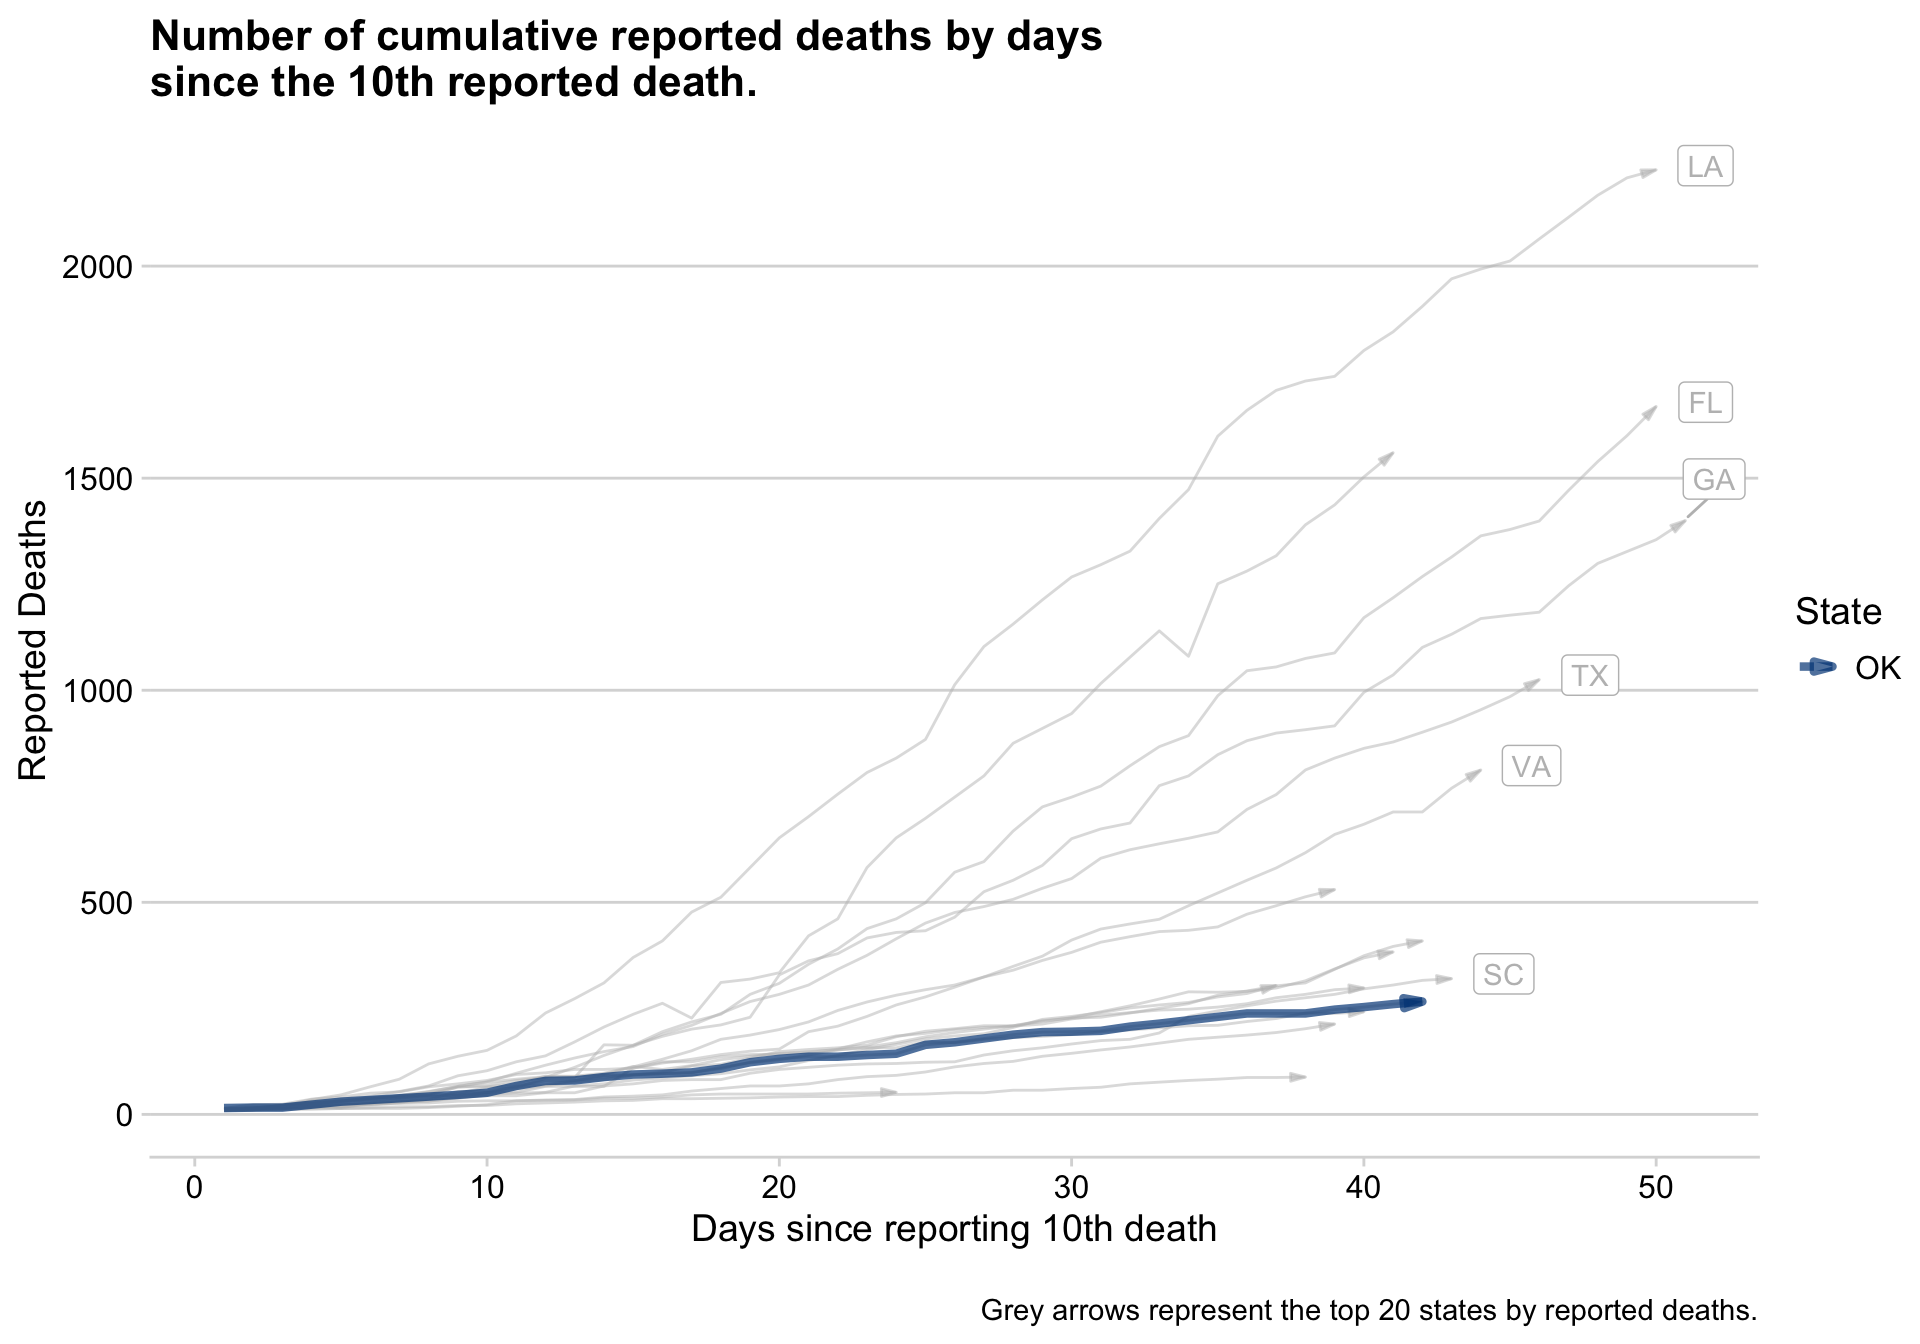 Number of cumulative reported deaths by days
since the 10th reported death.
LA
2000
FL
1500
GA
State
OK
1000
TX
VA
500
SC
0
Reported Deaths
0 10 20 30 40 50
Days since reporting 10th death
Grey arrows represent the top 20 states by reported deaths.